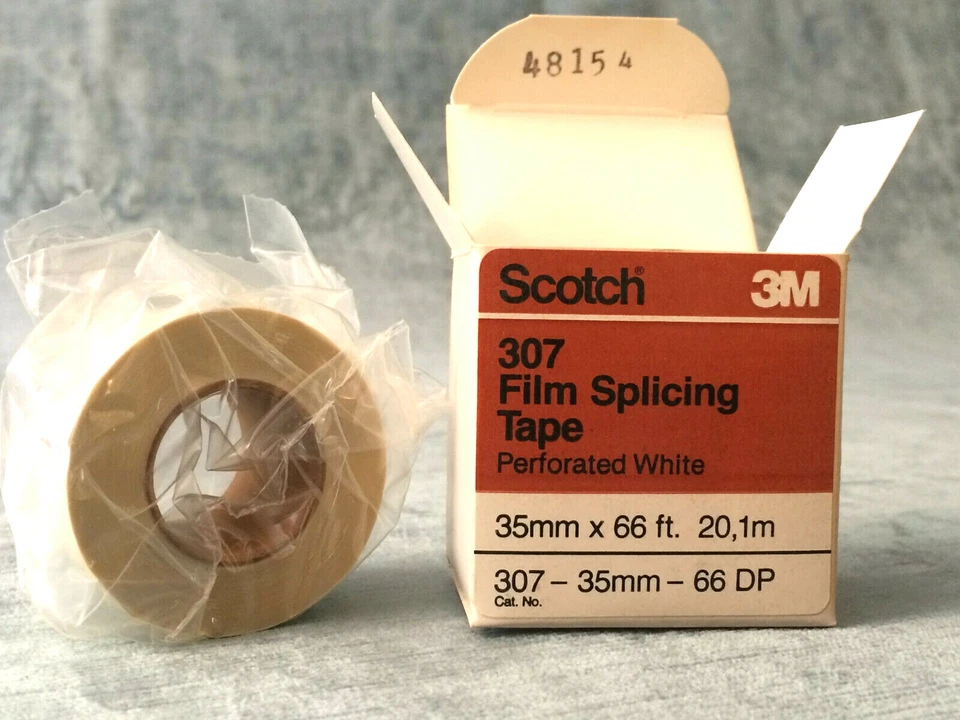 48154
Scotch® 3M
307
Film Splicing
Tape
Perforated White
35mm x 66 ft. 20,1m
307 – 35mm – 66 DP
Cat. No.